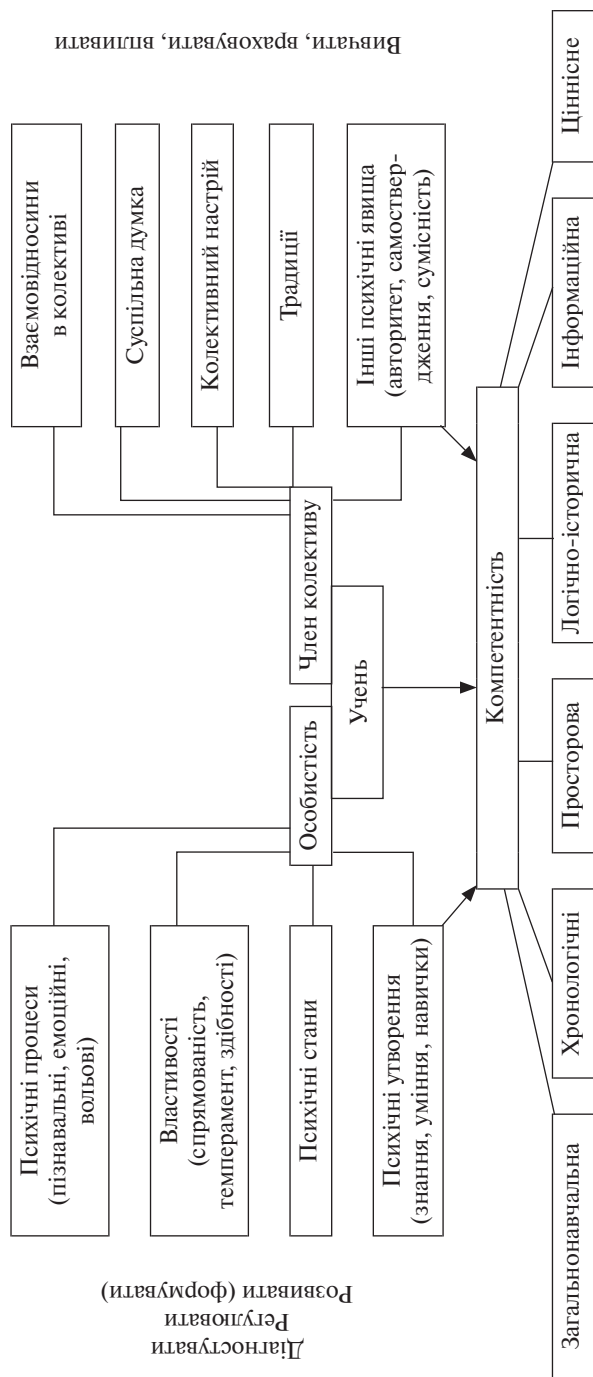 Діагностувати
Регулювати
Розвивати (формувати)
Психічні процеси
(пізнавальні, емоційні,
вольові)
Властивості
(спрямованість,
темперамент, здібності)
Психічні стани
Психічні утворення
(знання, уміння, навички)
Особистість
Член колективу
Учень
Взаємовідносини
в колективі
Суспільна думка
Колективний настрій
Традиції
Інші психічні явища
(авторитет, самоствер-
дження, сумісність)
Вивчати, враховувати, впливати
Компетентність
Загальнонавчальна
Хронологічні
Просторова
Логічно-історична
Інформаційна
Ціннісне